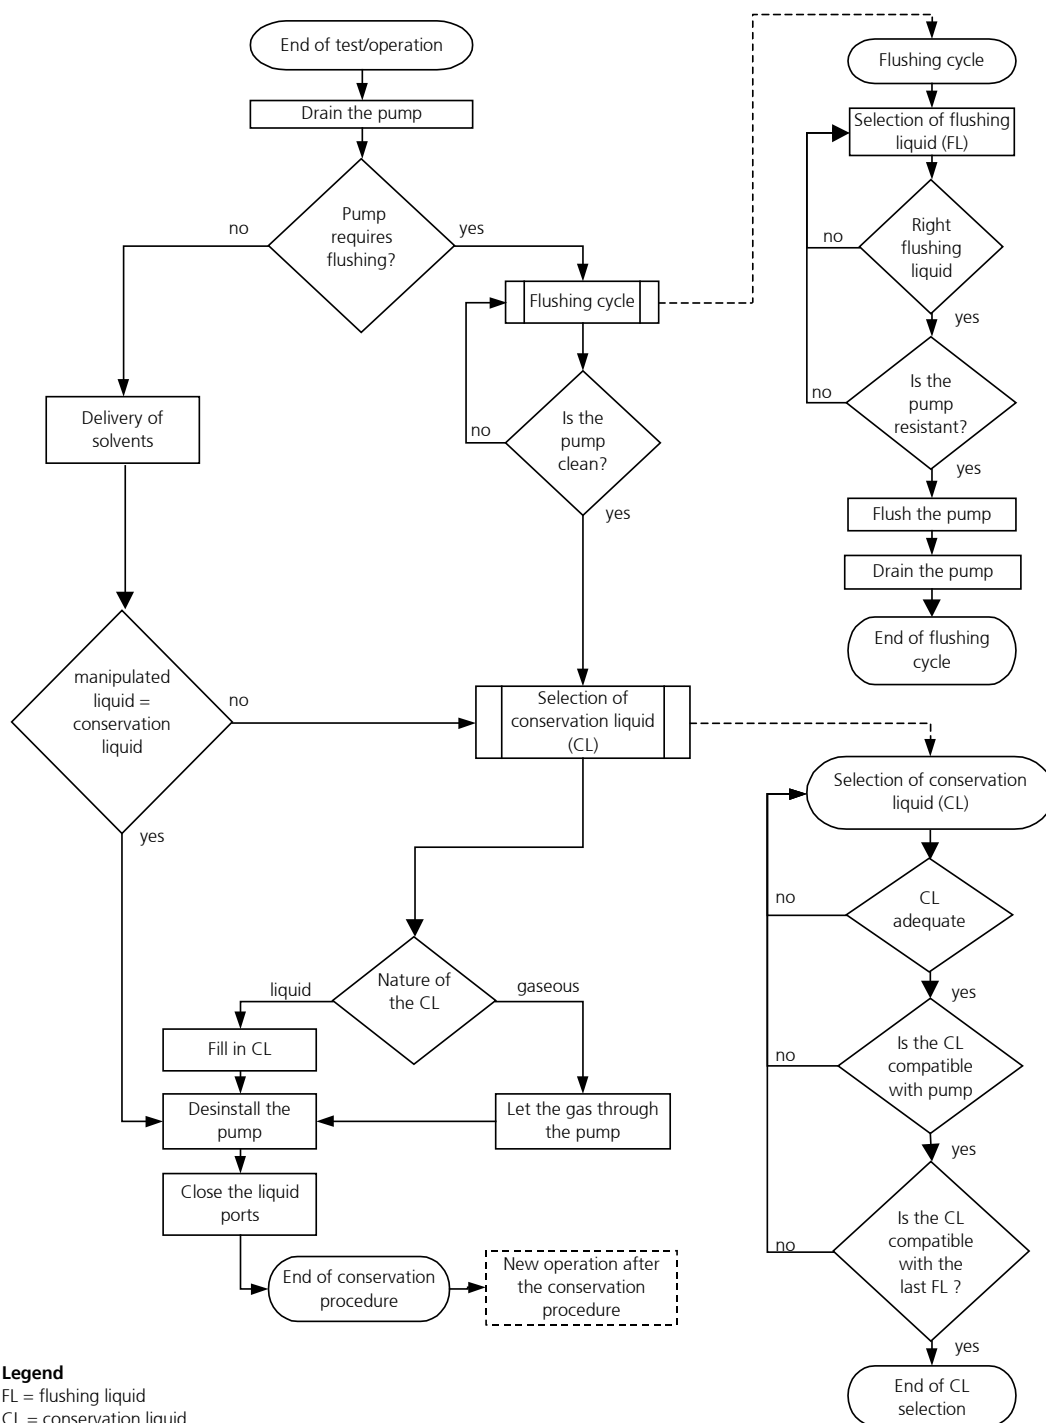 End of test/operation
Drain the pump
Pump
requires
flushing?
no
yes
Flushing cycle
Delivery of
solvents
Is the
pump
clean?
no
yes
manipulated
liquid =
conservation
liquid
no
yes
Selection of
conservation liquid
(CL)
Nature of
the CL
liquid
gaseous
Fill in CL
Desinstall the
pump
Let the gas through
the pump
Close the liquid
ports
End of conservation
procedure
New operation after
the conservation
procedure
Flushing cycle
Selection of flushing
liquid (FL)
Right
flushing
liquid
no
yes
Is the
pump
resistant?
no
yes
Flush the pump
Drain the pump
End of flushing
cycle
Selection of conservation
liquid (CL)
CL
adequate
no
yes
Is the CL
compatible
with pump
no
yes
Is the CL
compatible
with the
last FL ?
no
yes
End of CL
selection
Legend
FL = flushing liquid
CL = conservation liquid